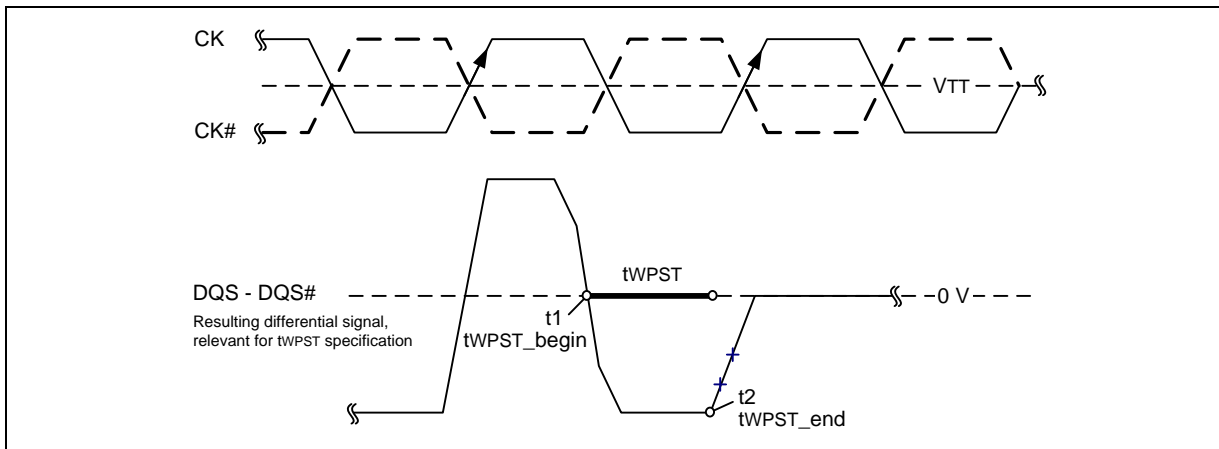 CK
VTT
CK#
tWPST
DQS - DQS#
0 V
Resulting differential signal,
relevant for tWPST specification
t1
tWPST_begin
t2
tWPST_end